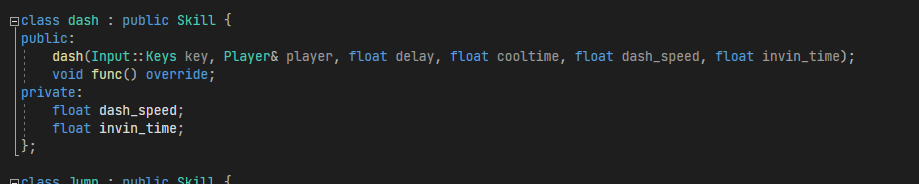 class dash : public Skill {
public:
    dash(Input::Keys key, Player& player, float delay, float cooltime, float dash_speed, float invin_time);
    void func() override;
private:
    float dash_speed;
    float invin_time;
};
class Jump : public Skill {